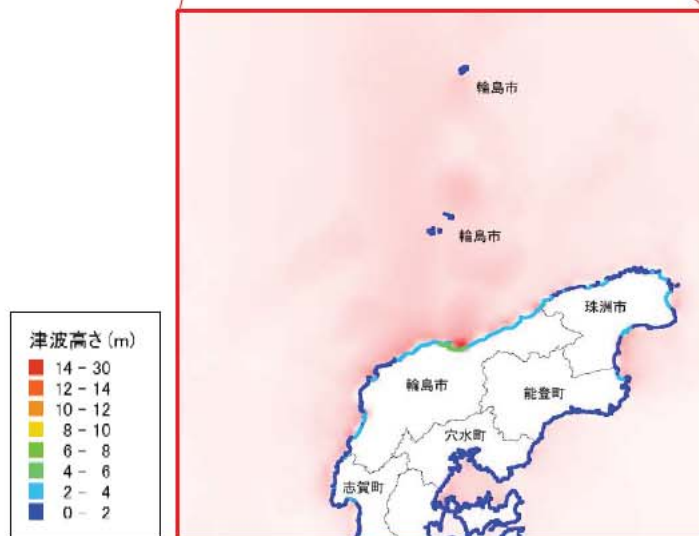 輪島市
輪島市
珠洲市
輪島市
能登町
穴水町
志賀町
津波高さ(m)
14 - 30
12 - 14
10 - 12
8 - 10
6 - 8
4 - 6
2 - 4
0 - 2